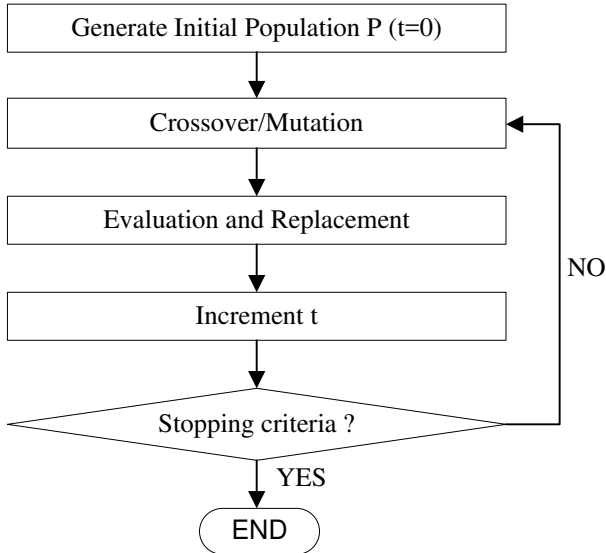 Generate Initial Population P (t=0)
Crossover/Mutation
Evaluation and Replacement
NO
Increment t
Stopping criteria ?
YES
END